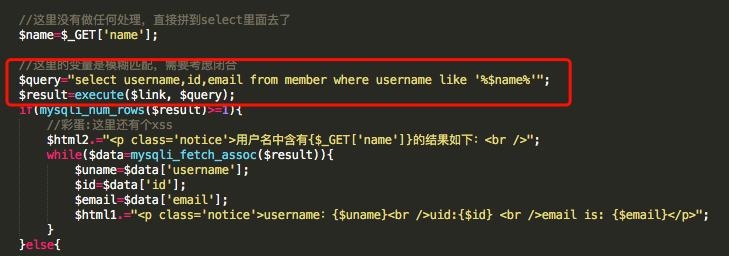 //这里没有做任何处理，直接拼到select里面去了
$name=$_GET['name'];
//这里的变量是模糊匹配，需要考虑闭合
$query="select username,id,email from member where username like '%$name%'";
$result=execute($link, $query);
if(mysqli_num_rows($result)>=1){
//彩蛋:这里还有个xss
$html2.="<p class='notice'>用户名中含有{$_GET['name']}的结果如下：<br />";
while($data=mysqli_fetch_assoc($result)){
$uname=$data['username'];
$id=$data['id'];
$email=$data['email'];
$html1.="<p class='notice'>username：{$uname}<br />uid:{$id} <br />email is: {$email}</p>";
}
}else{